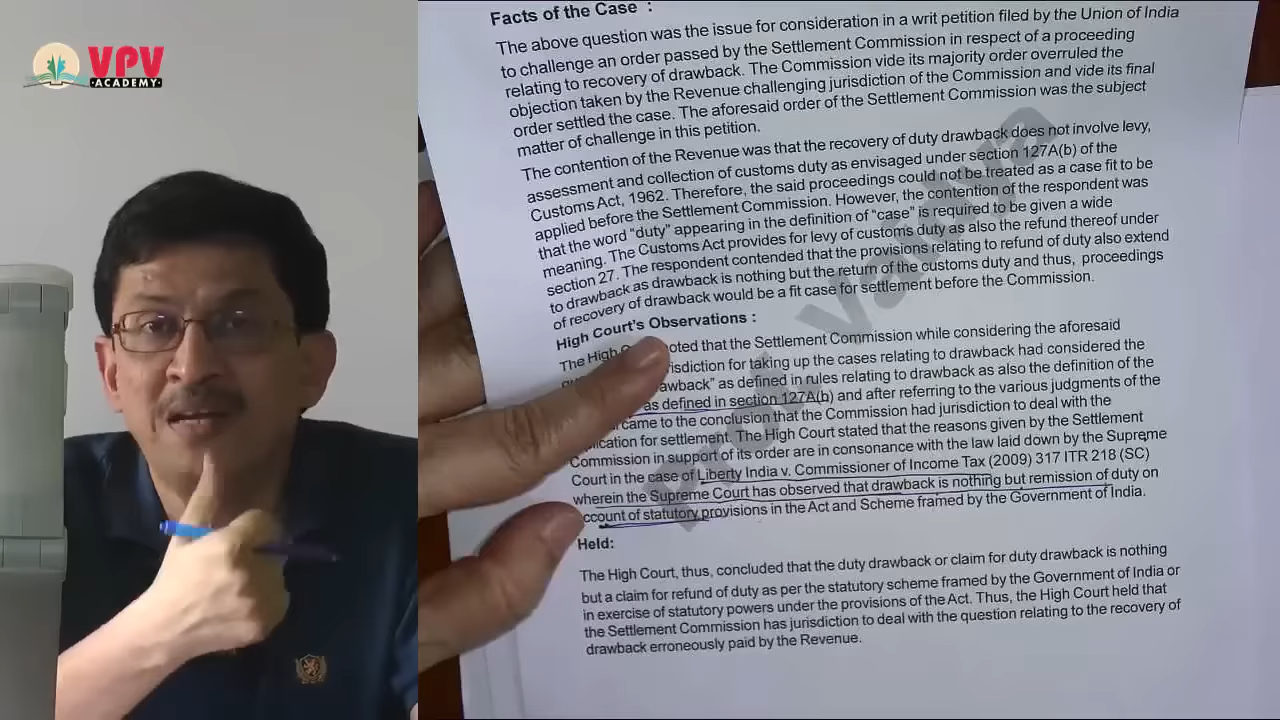 VPV
ACADEMY
Facts of the Case :
The above question was the issue for consideration in a writ petition filed by the Union of India
to challenge an order passed by the Settlement Commission in respect of a proceeding
relating to recovery of drawback. The Commission vide its majority order overruled the
objection taken by the Revenue challenging jurisdiction of the Commission and vide its final
order settled the case. The aforesaid order of the Settlement Commission was the subject
matter of challenge in this petition.
The contention of the Revenue was that the recovery of duty drawback does not involve levy,
assessment and collection of customs duty as envisaged under section 127A(b) of the
Customs Act, 1962. Therefore, the said proceedings could not be treated as a case fit to be
applied before the Settlement Commission. However, the contention of the respondent was
that the word "duty" appearing in the definition of "case" is required to be given a wide
meaning. The Customs Act provides for levy of customs duty as also the refund thereof under
section 27. The respondent contended that the provisions relating to refund of duty also extend
to drawback as drawback is nothing but the return of the customs duty and thus, proceedings
of recovery of drawback would be a fit case for settlement before the Commission.
High Court's Observations :
The High noted that the Settlement Commission while considering the aforesaid
isdiction for taking up the cases relating to drawback had considered the
awback" as defined in rules relating to drawback as also the definition of the
as defined in section 127A(b) and after referring to the various judgments of the
came to the conclusion that the Commission had jurisdiction to deal with the
ication for settlement. The High Court stated that the reasons given by the Settlement
Commission in support of its order are in consonance with the law laid down by the Supreme
Court in the case of Liberty India v. Commissioner of Income Tax (2009) 317 ITR 218 (SC)
wherein the Supreme Court has observed that drawback is nothing but remission of duty on
ccount of statutory provisions in the Act and Scheme framed by the Government of India.
Held:
The High Court, thus, concluded that the duty drawback or claim for duty drawback is nothing
but a claim for refund of duty as per the statutory scheme framed by the Government of India or
in exercise of statutory powers under the provisions of the Act. Thus, the High Court held that
the Settlement Commission has jurisdiction to deal with the question relating to the recovery of
drawback erroneously paid by the Revenue.